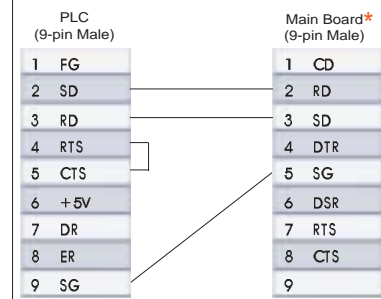 PLC
(9-pin Male)
1 FG
2 SD
3 RD
4 RTS
5 CTS
6 +5V
7 DR
8 ER
9 SG
Main Board*
(9-pin Male)
1 CD
2 RD
3 SD
4 DTR
5 SG
6 DSR
7 RTS
8 CTS
9